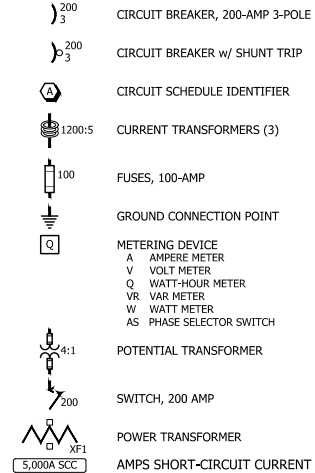 200
3
CIRCUIT BREAKER, 200-AMP 3-POLE
200
3
CIRCUIT BREAKER w/ SHUNT TRIP
A
CIRCUIT SCHEDULE IDENTIFIER
1200:5
CURRENT TRANSFORMERS (3)
100
FUSES, 100-AMP
GROUND CONNECTION POINT
Q
METERING DEVICE
A AMPERE METER
V VOLT METER
Q WATT-HOUR METER
VR VAR METER
W WATT METER
AS PHASE SELECTOR SWITCH
4:1
POTENTIAL TRANSFORMER
200
SWITCH, 200 AMP
XF1
POWER TRANSFORMER
5,000A SCC
AMPS SHORT-CIRCUIT CURRENT